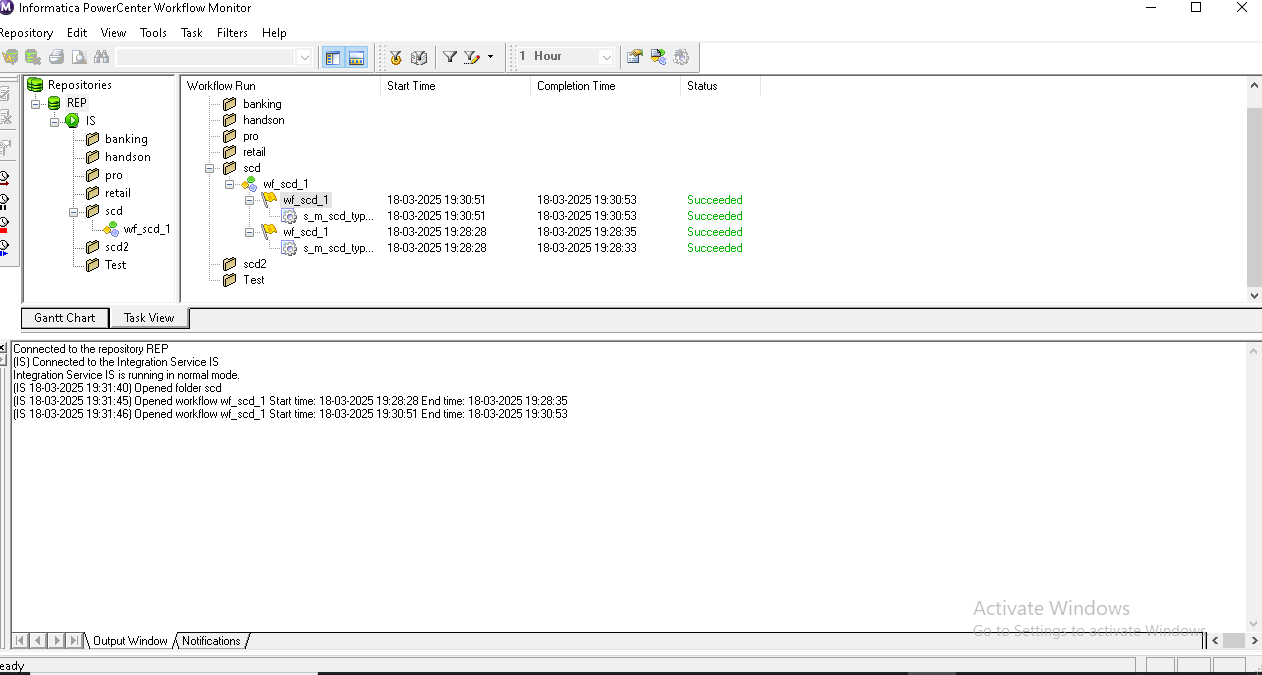 Informatica PowerCenter Workflow Monitor
Repository Edit View Tools Task Filters Help
1 Hour
Repositories
REP
IS
banking
handson
pro
retail
scd
wf_scd_1
scd2
Test
Workflow Run Start Time Completion Time Status
banking
handson
pro
retail
scd
wf_scd_1
wf_scd_1 18-03-2025 19:30:51 18-03-2025 19:30:53 Succeeded
s_m_scd_typ... 18-03-2025 19:30:51 18-03-2025 19:30:53 Succeeded
wf_scd_1 18-03-2025 19:28:28 18-03-2025 19:28:35 Succeeded
s_m_scd_typ... 18-03-2025 19:28:28 18-03-2025 19:28:33 Succeeded
scd2
Test
Gantt Chart Task View
Connected to the repository REP
(IS) Connected to the Integration Service IS
Integration Service IS is running in normal mode.
(IS 18-03-2025 19:31:40) Opened folder scd
(IS 18-03-2025 19:31:45) Opened workflow wf_scd_1 Start time: 18-03-2025 19:28:28 End time: 18-03-2025 19:28:35
(IS 18-03-2025 19:31:46) Opened workflow wf_scd_1 Start time: 18-03-2025 19:30:51 End time: 18-03-2025 19:30:53
Activate Windows
Go to Settings to activate Windows.
Output Window Notifications
eady